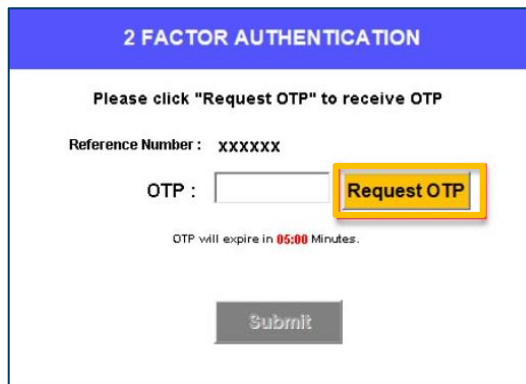 2 FACTOR AUTHENTICATION
Please click "Request OTP" to receive OTP
Reference Number : xxxxxx
OTP : Request OTP
OTP will expire in 05:00 Minutes.
Submit